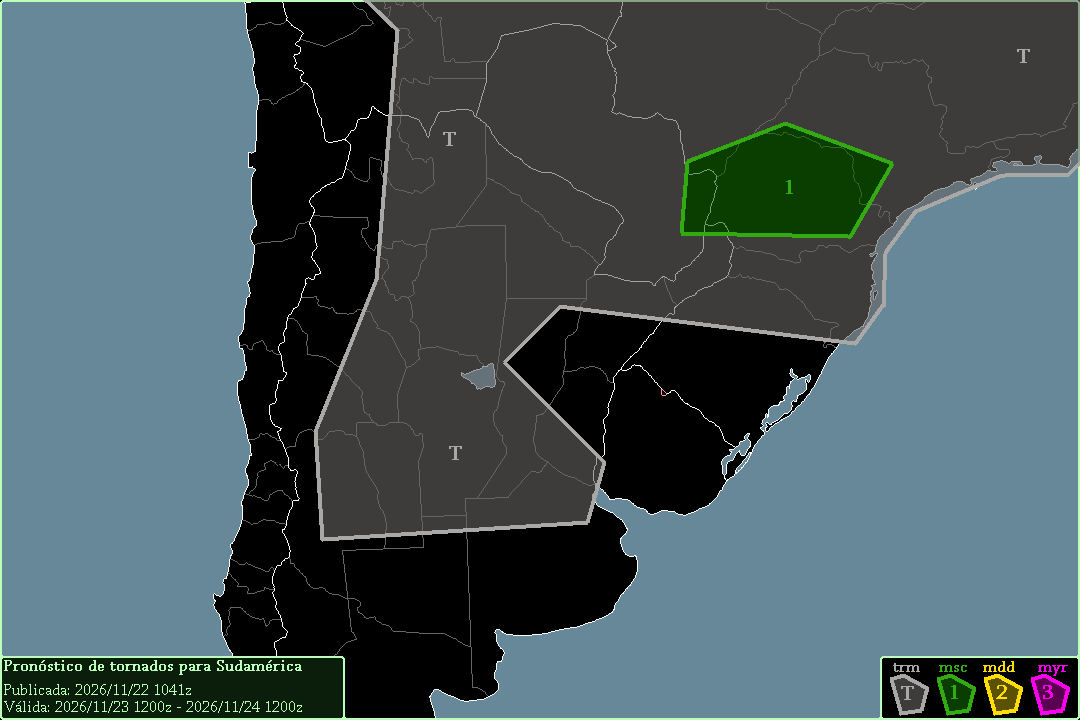 T
T
1
T
Pronóstico de tornados para Sudamérica
Publicada: 2026/11/22 1041z
Válida: 2026/11/23 1200z - 2026/11/24 1200z
trm msc mdd myr
T 1 2 3